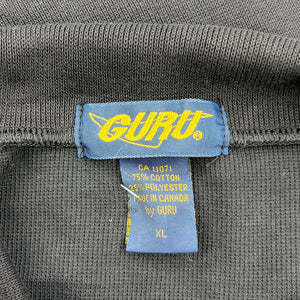 GURU®
CA 11071
75% COTTON
25% POLYESTER
MADE IN CANADA
by GURU
XL